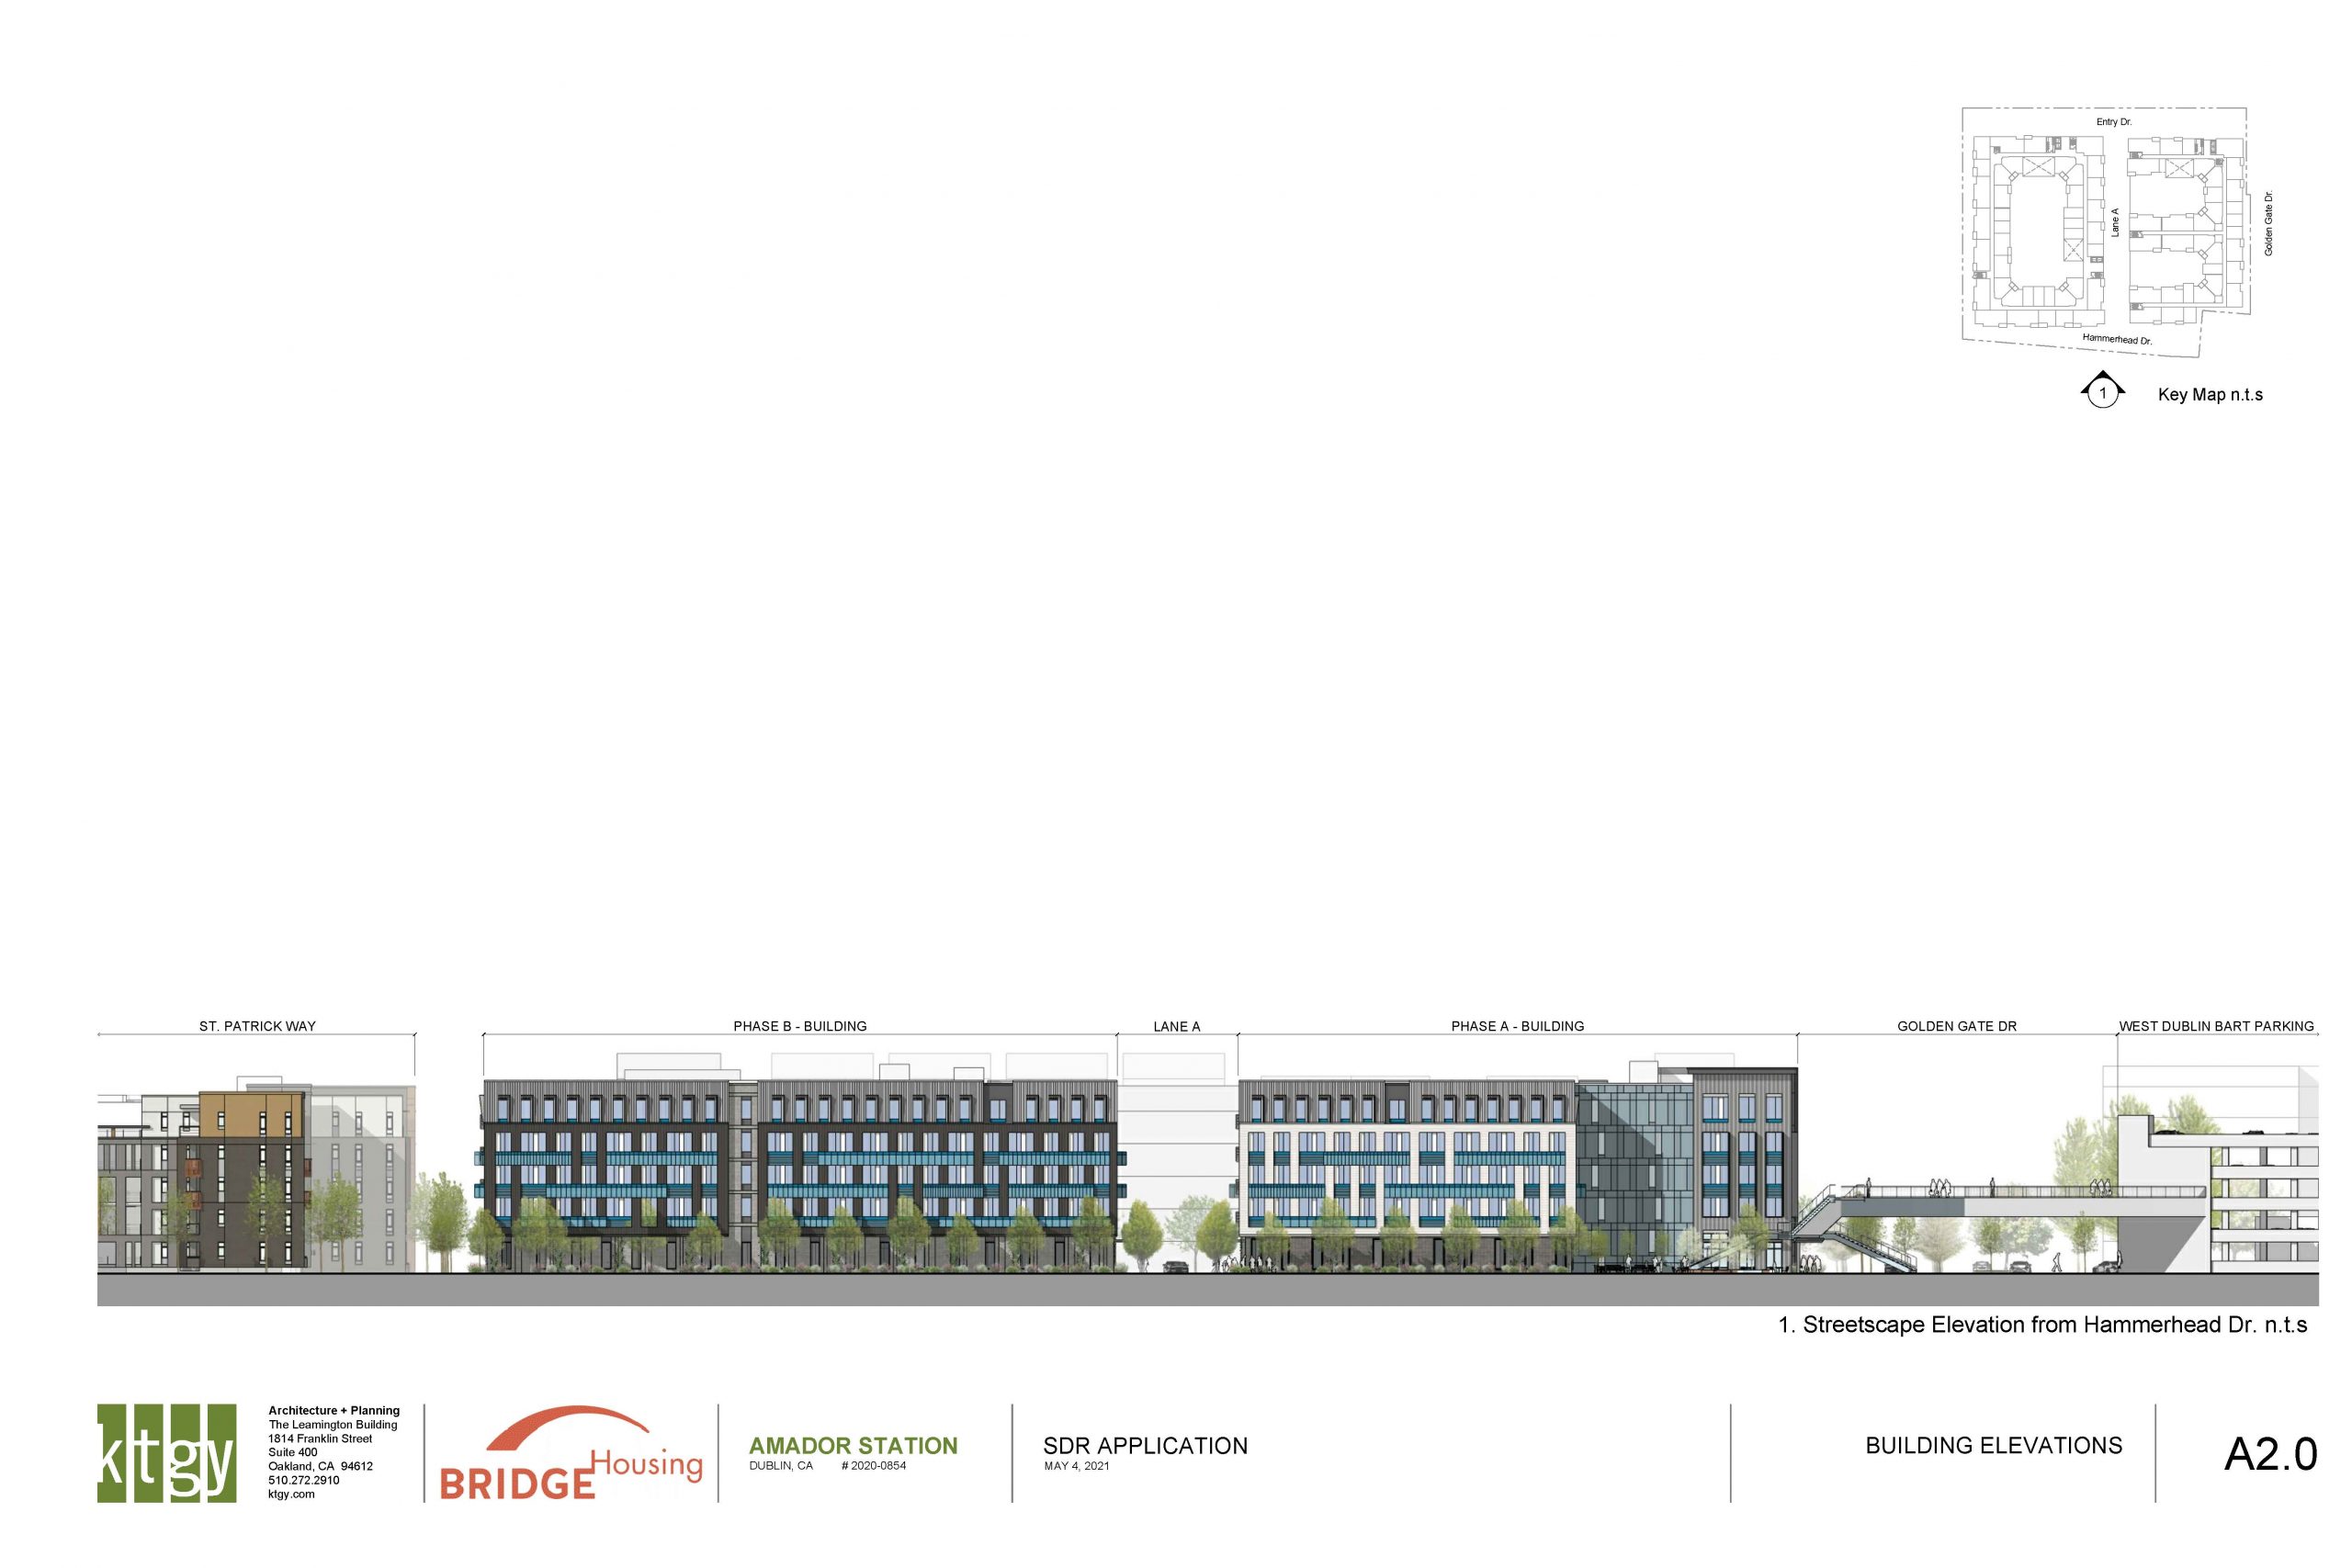 Entry Dr.
Lane A
Golden Gate Dr.
Hammerhead Dr.
1
Key Map n.t.s
ST. PATRICK WAY
PHASE B - BUILDING
LANE A
PHASE A - BUILDING
GOLDEN GATE DR
WEST DUBLIN BART PARKING
1. Streetscape Elevation from Hammerhead Dr. n.t.s
ktgy
Architecture + Planning
The Leamington Building
1814 Franklin Street
Suite 400
Oakland, CA 94612
510.272.2910
ktgy.com
BRIDGE Housing
AMADOR STATION
DUBLIN, CA # 2020-0854
SDR APPLICATION
MAY 4, 2021
BUILDING ELEVATIONS
A2.0